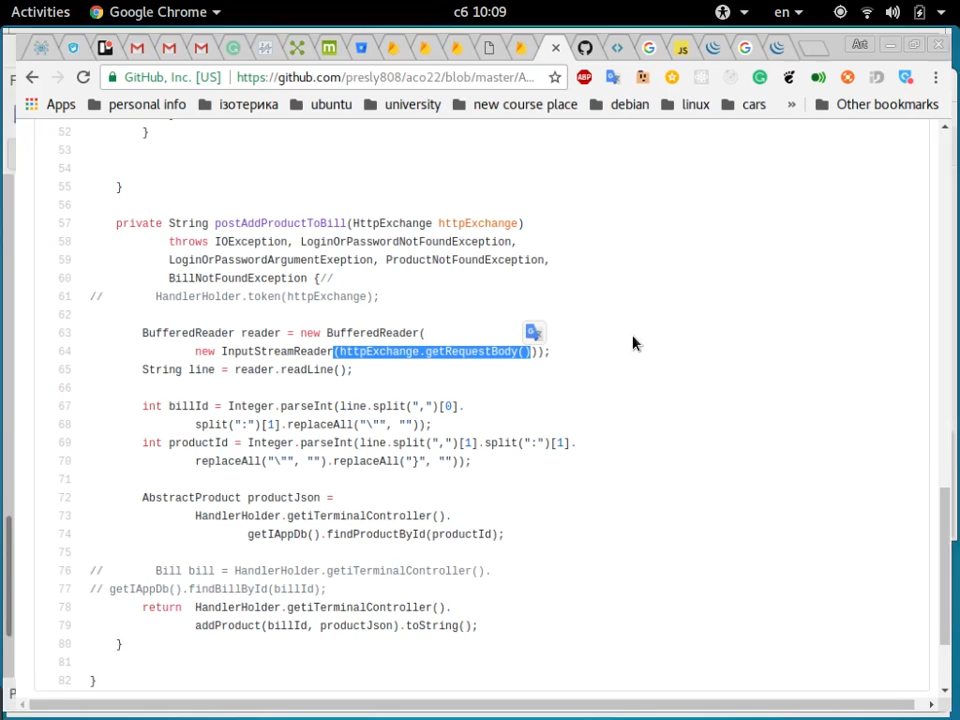 Activities Google Chrome сб 10:09 en
Art
GitHub, Inc. [US] https://github.com/presly808/aco22/blob/master/A...
Apps personal info ізотерика ubuntu university new course place debian linux cars » Other bookmarks
52 }
53
54
55 }
56
57 private String postAddProductToBill(HttpExchange httpExchange)
58 throws IOException, LoginOrPasswordNotFoundException,
59 LoginOrPasswordArgumentExeption, ProductNotFoundException,
60 BillNotFoundException {//
61 // HandlerHolder.token(httpExchange);
62
63 BufferedReader reader = new BufferedReader(
64 new InputStreamReader(httpExchange.getRequestBody()));
65 String line = reader.readLine();
66
67 int billId = Integer.parseInt(line.split(",")[0].
68 split(":")[1].replaceAll("\"", ""));
69 int productId = Integer.parseInt(line.split(",")[1].split(":")[1].
70 replaceAll("\"", "").replaceAll("}", ""));
71
72 AbstractProduct productJson =
73 HandlerHolder.getiTerminalController().
74 getIAppDb().findProductById(productId);
75
76 // Bill bill = HandlerHolder.getiTerminalController().
77 // getIAppDb().findBillById(billId);
78 return HandlerHolder.getiTerminalController().
79 addProduct(billId, productJson).toString();
80 }
81
82 }